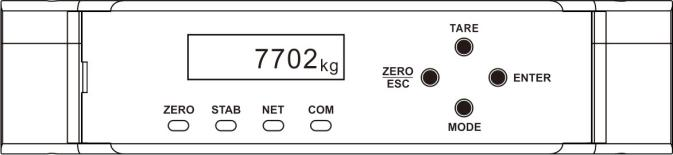 TARE
7702kg
ZERO
ESC
ENTER
ZERO STAB NET COM
MODE